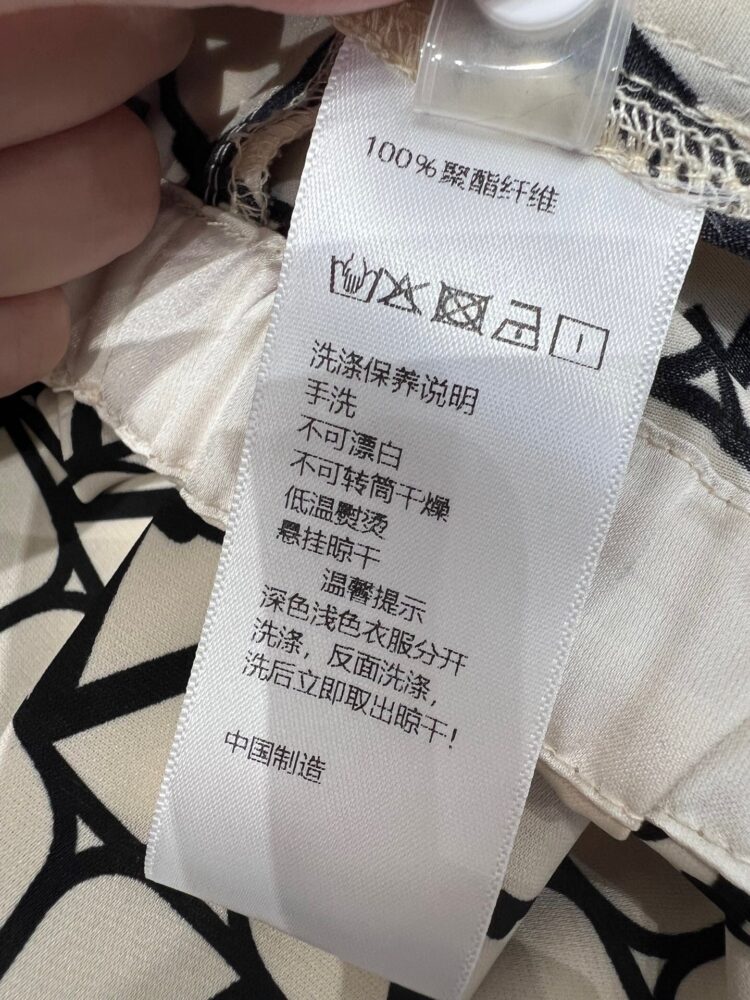 100%聚酯纤维
洗涤保养说明
手洗
不可漂白
不可转筒干燥
低温熨烫
悬挂晾干
温馨提示
深色浅色衣服分开
洗涤，反面洗涤，
洗后立即取出晾干！
中国制造